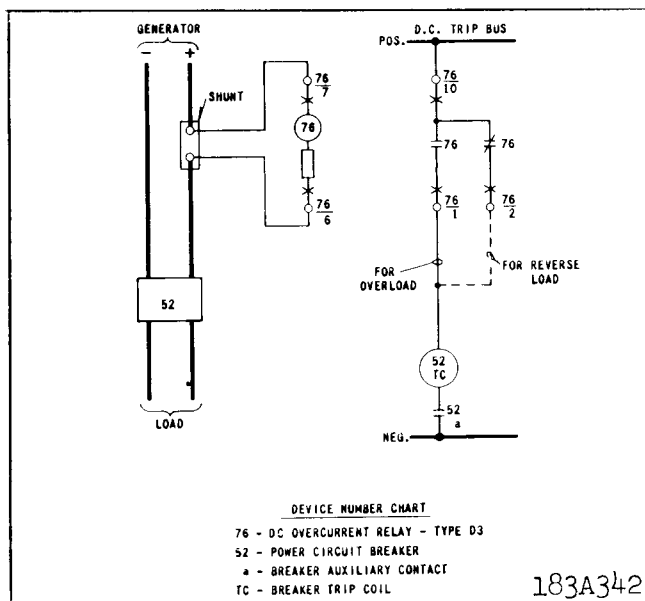 GENERATOR
- +
SHUNT
76
7
76
76
6
52
LOAD
D.C. TRIP BUS
POS.
76
10
76
76
76
1
76
2
FOR
OVERLOAD
FOR REVERSE
LOAD
52
TC
52
a
NEG.
DEVICE NUMBER CHART
76 - DC OVERCURRENT RELAY - TYPE D3
52 - POWER CIRCUIT BREAKER
a - BREAKER AUXILIARY CONTACT
TC - BREAKER TRIP COIL
183A342